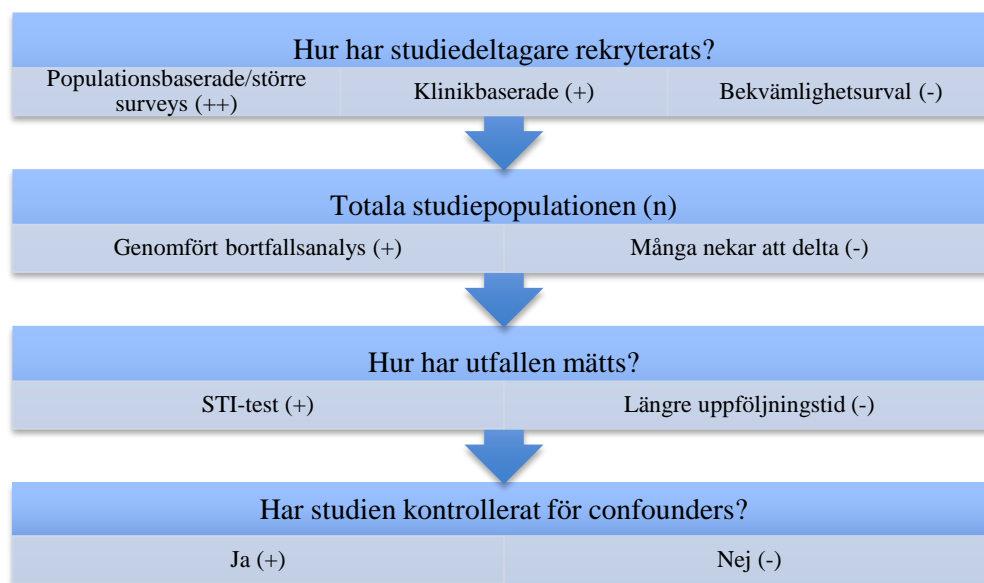 Hur har studiedeltagare rekryterats?
Populationsbaserade/större
surveys (++)
Klinikbaserade (+)
Bekvämlighetsurval (-)
Totala studiepopulationen (n)
Genomfört bortfallsanalys (+)
Många nekar att delta (-)
Hur har utfallen mätts?
STI-test (+)
Längre uppföljningstid (-)
Har studien kontrollerat för confounders?
Ja (+)
Nej (-)